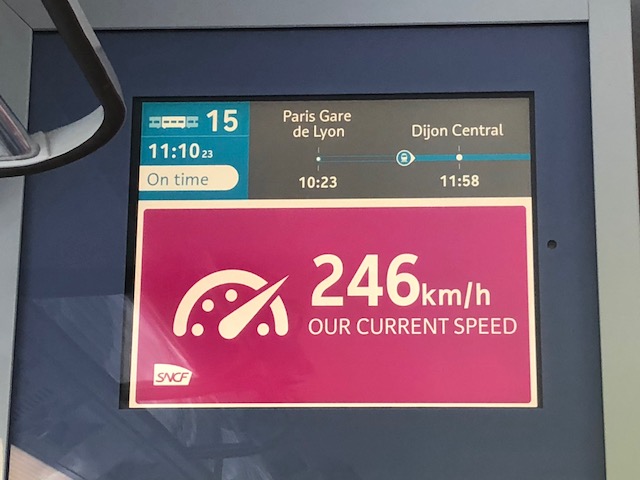 15
11:10 23
On time
Paris Gare
de Lyon
Dijon Central
10:23
11:58
246km/h
OUR CURRENT SPEED
SNCF